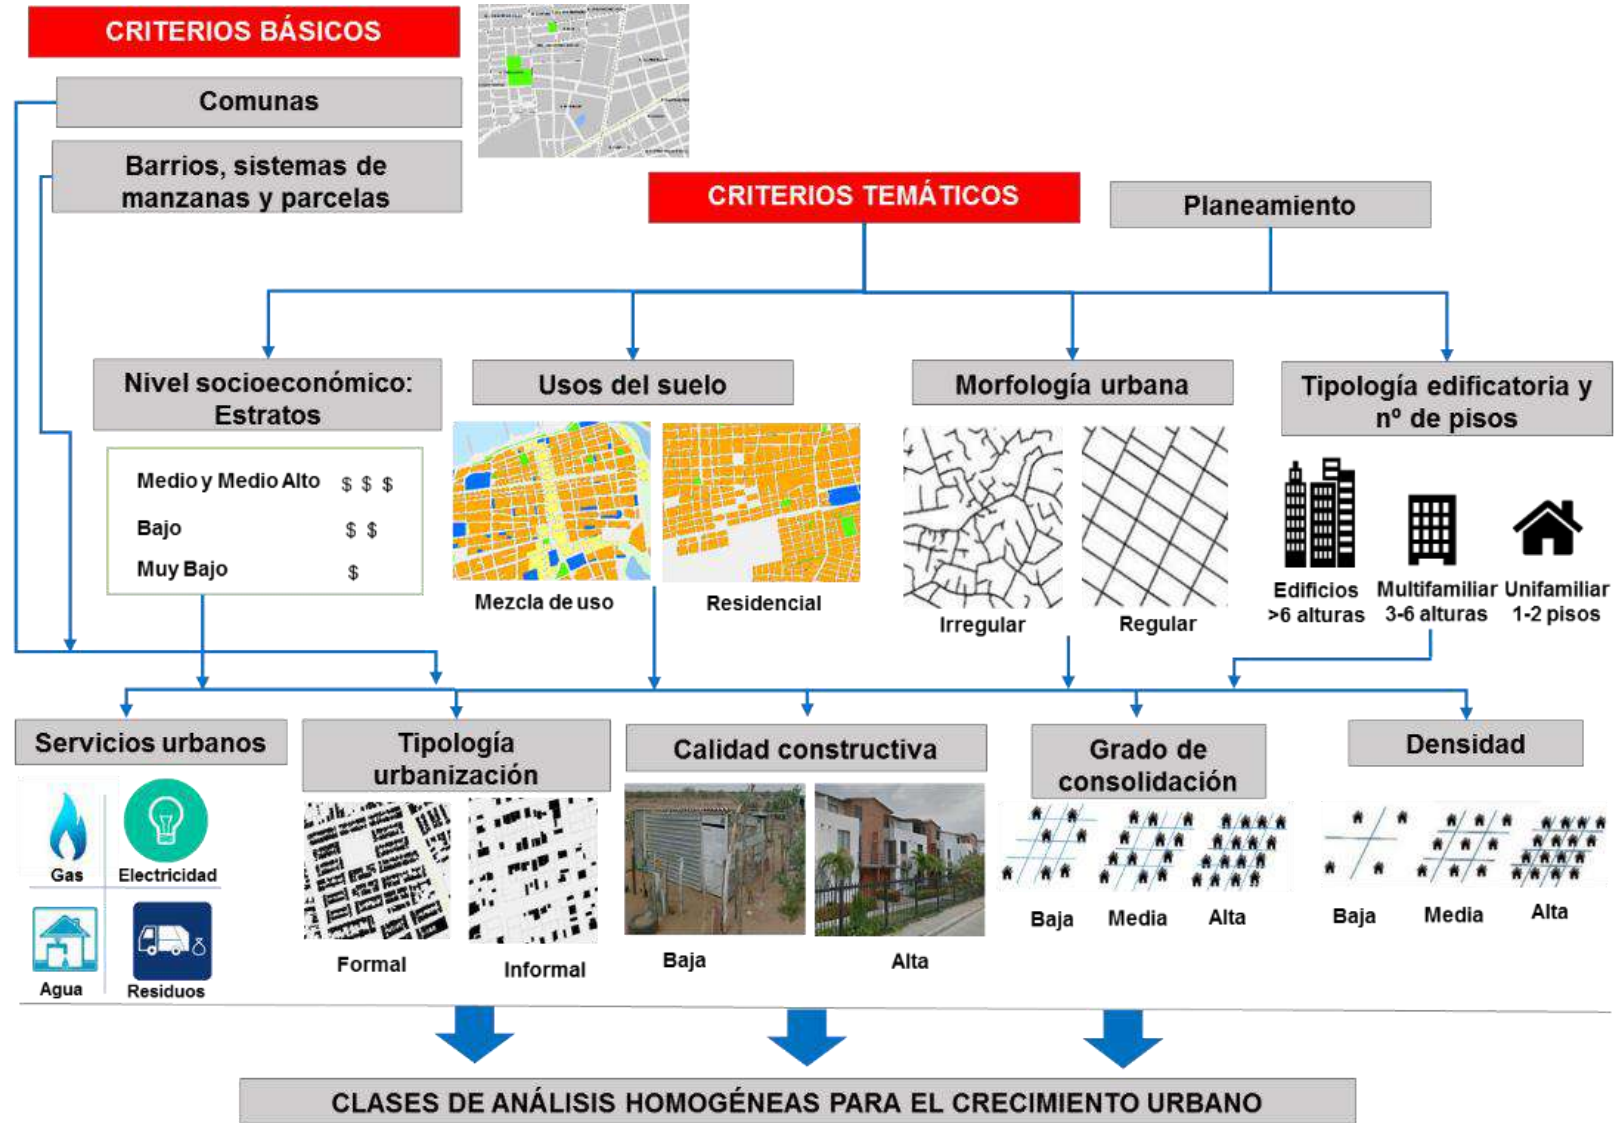 CRITERIOS BÁSICOS
Comunas
Barrios, sistemas de
manzanas y parcelas
CRITERIOS TEMÁTICOS
Planeamiento
Nivel socioeconómico:
Estratos
Medio y Medio Alto $ $ $
Bajo $ $
Muy Bajo $
Usos del suelo
Mezcla de uso
Residencial
Morfología urbana
Irregular
Regular
Tipología edificatoria y
nº de pisos
Edificios
>6 alturas
Multifamiliar
3-6 alturas
Unifamiliar
1-2 pisos
Servicios urbanos
Gas
Electricidad
Agua
Residuos
Tipología
urbanización
Formal
Informal
Calidad constructiva
Baja
Alta
Grado de
consolidación
Baja
Media
Alta
Densidad
Baja
Media
Alta
CLASES DE ANÁLISIS HOMOGÉNEAS PARA EL CRECIMIENTO URBANO